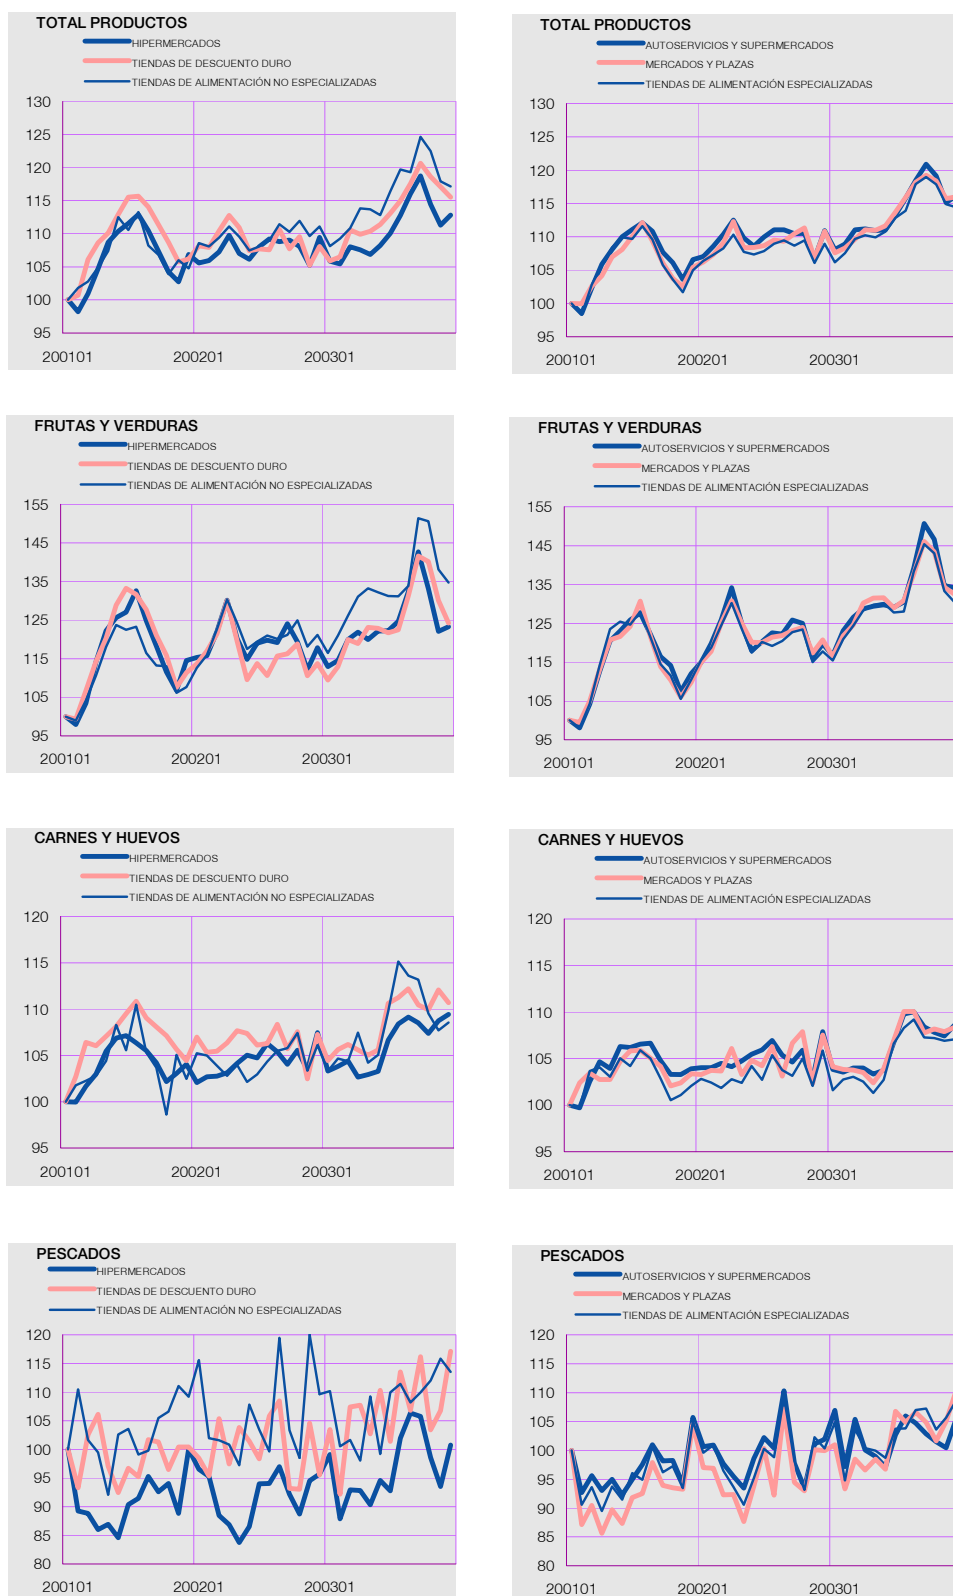 TOTAL PRODUCTOS
HIPERMERCADOS
TIENDAS DE DESCUENTO DURO
TIENDAS DE ALIMENTACIÓN NO ESPECIALIZADAS
130
125
120
115
110
105
100
95
200101
200201
200301
TOTAL PRODUCTOS
AUTOSERVICIOS Y SUPERMERCADOS
MERCADOS Y PLAZAS
TIENDAS DE ALIMENTACIÓN ESPECIALIZADAS
130
125
120
115
110
105
100
95
200101
200201
200301
FRUTAS Y VERDURAS
HIPERMERCADOS
TIENDAS DE DESCUENTO DURO
TIENDAS DE ALIMENTACIÓN NO ESPECIALIZADAS
155
145
135
125
115
105
95
200101
200201
200301
FRUTAS Y VERDURAS
AUTOSERVICIOS Y SUPERMERCADOS
MERCADOS Y PLAZAS
TIENDAS DE ALIMENTACIÓN ESPECIALIZADAS
155
145
135
125
115
105
95
200101
200201
200301
CARNES Y HUEVOS
HIPERMERCADOS
TIENDAS DE DESCUENTO DURO
TIENDAS DE ALIMENTACIÓN NO ESPECIALIZADAS
120
115
110
105
100
95
200101
200201
200301
CARNES Y HUEVOS
AUTOSERVICIOS Y SUPERMERCADOS
MERCADOS Y PLAZAS
TIENDAS DE ALIMENTACIÓN ESPECIALIZADAS
120
115
110
105
100
95
200101
200201
200301
PESCADOS
HIPERMERCADOS
TIENDAS DE DESCUENTO DURO
TIENDAS DE ALIMENTACIÓN NO ESPECIALIZADAS
120
115
110
105
100
95
90
85
80
200101
200201
200301
PESCADOS
AUTOSERVICIOS Y SUPERMERCADOS
MERCADOS Y PLAZAS
TIENDAS DE ALIMENTACIÓN ESPECIALIZADAS
120
115
110
105
100
95
90
85
80
200101
200201
200301